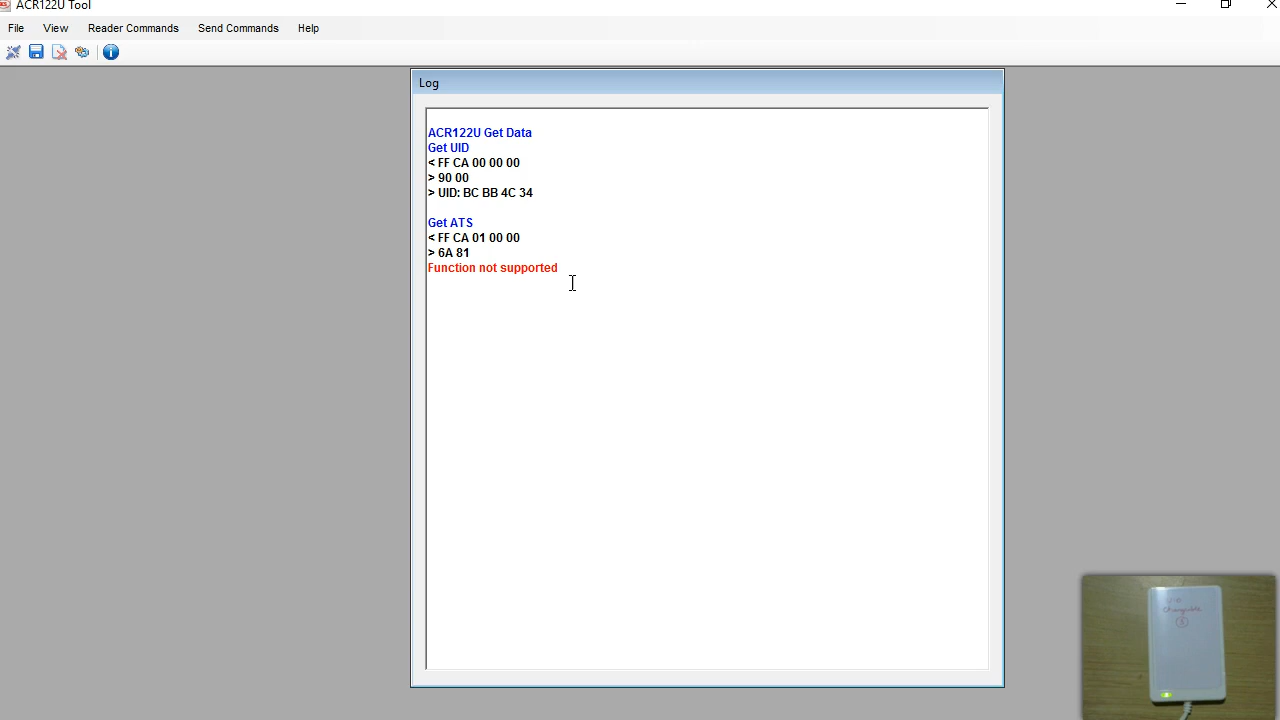 ACR122U Tool
File View Reader Commands Send Commands Help
Log
ACR122U Get Data
Get UID
< FF CA 00 00 00
> 90 00
> UID: BC BB 4C 34
Get ATS
< FF CA 01 00 00
> 6A 81
Function not supported
Changeable
5